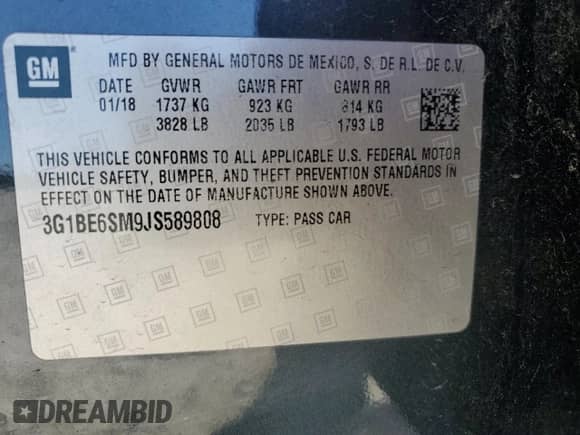 GM
MFD BY GENERAL MOTORS DE MEXICO, S. DE R.L. DE C.V.
DATE GVWR GAWR FRT GAWR RR
01/18 1737 KG 923 KG 814 KG
3828 LB 2035 LB 1793 LB
THIS VEHICLE CONFORMS TO ALL APPLICABLE U.S. FEDERAL MOTOR
VEHICLE SAFETY, BUMPER, AND THEFT PREVENTION STANDARDS IN
EFFECT ON THE DATE OF MANUFACTURE SHOWN ABOVE.
3G1BE6SM9JS589808 TYPE: PASS CAR
DREAMBID